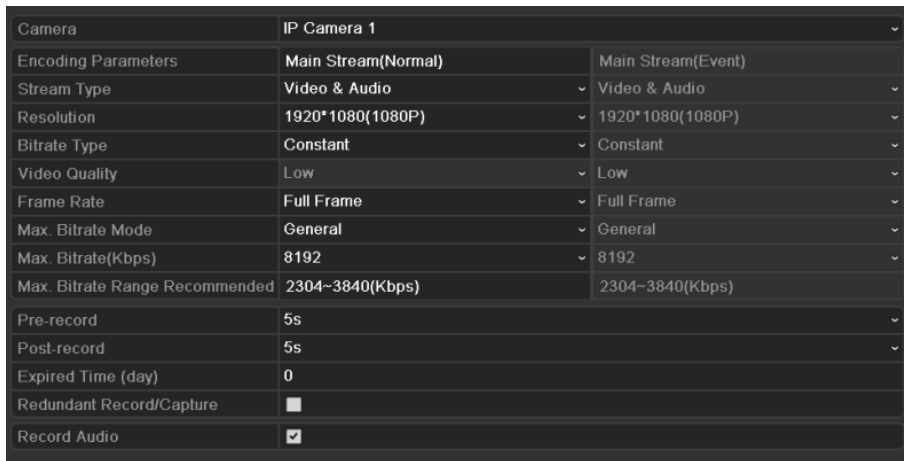 Camera IP Camera 1
Encoding Parameters Main Stream(Normal) Main Stream(Event)
Stream Type Video & Audio Video & Audio
Resolution 1920*1080(1080P) 1920*1080(1080P)
Bitrate Type Constant Constant
Video Quality Low Low
Frame Rate Full Frame Full Frame
Max. Bitrate Mode General General
Max. Bitrate(Kbps) 8192 8192
Max. Bitrate Range Recommended 2304~3840(Kbps) 2304~3840(Kbps)
Pre-record 5s
Post-record 5s
Expired Time (day) 0
Redundant Record/Capture
Record Audio